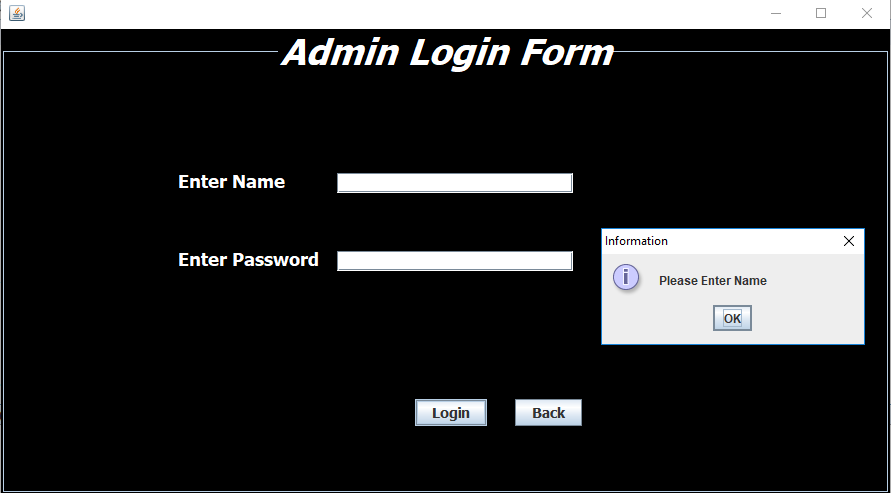 Admin Login Form
Enter Name
Enter Password
Information
Please Enter Name
OK
Login
Back